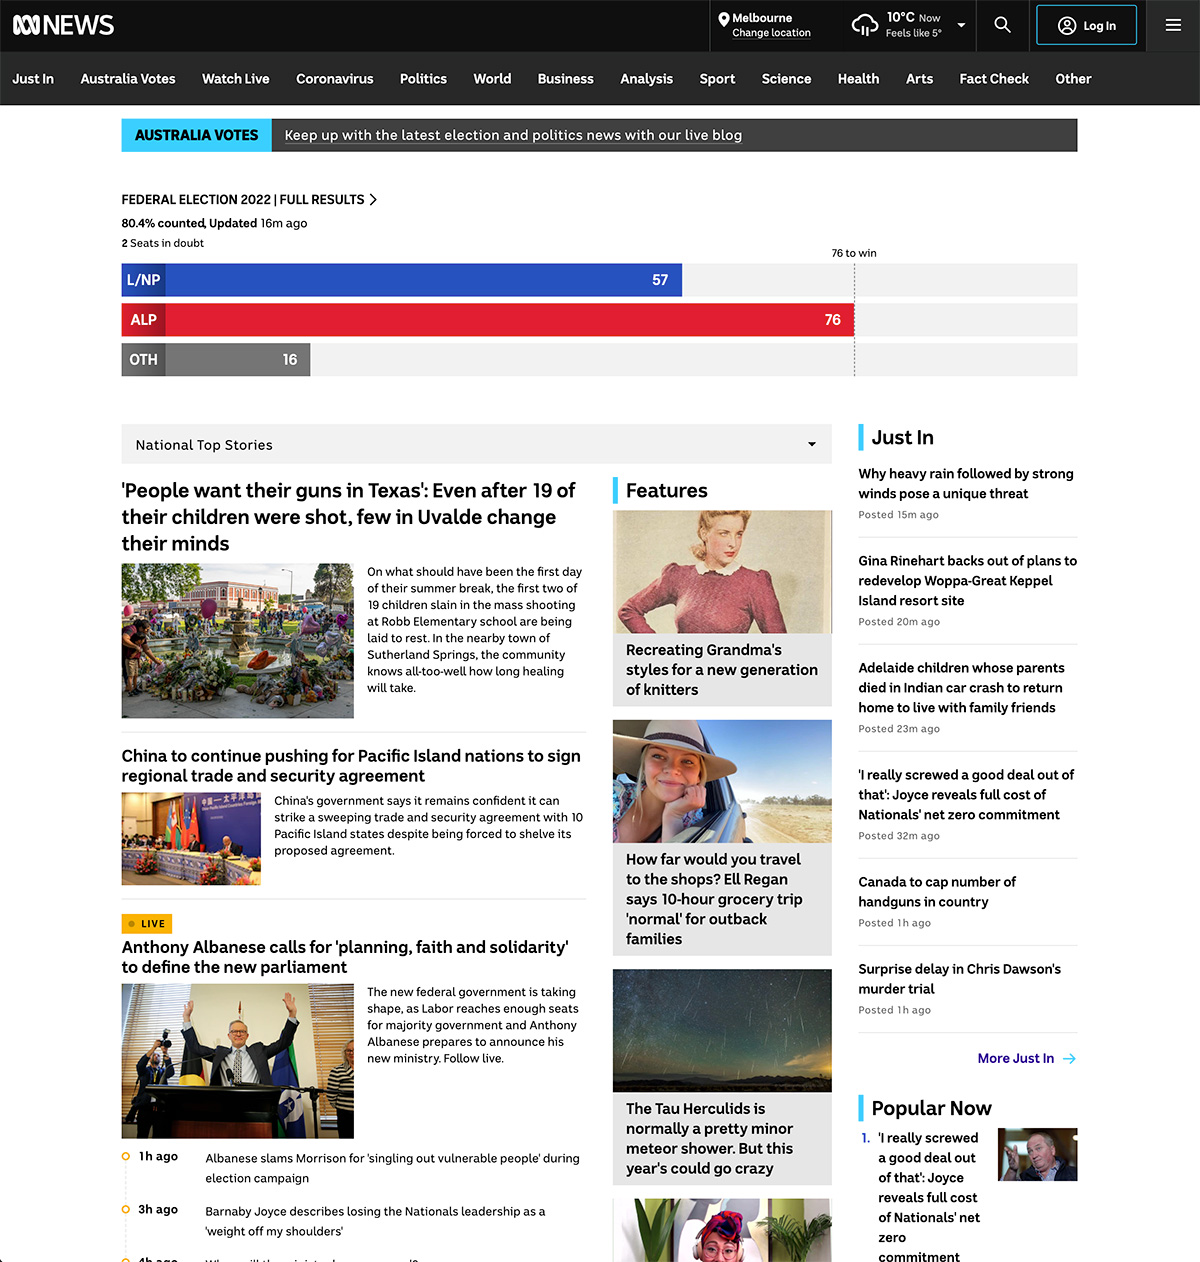 NEWS
Melbourne
Change location
10°C Now
Feels like 5°
Log In
Just In
Australia Votes
Watch Live
Coronavirus
Politics
World
Business
Analysis
Sport
Science
Health
Arts
Fact Check
Other
AUSTRALIA VOTES
Keep up with the latest election and politics news with our live blog
FEDERAL ELECTION 2022 | FULL RESULTS
80.4% counted, Updated 16m ago
2 Seats in doubt
76 to win
L/NP 57
ALP 76
OTH 16
National Top Stories
'People want their guns in Texas': Even after 19 of
their children were shot, few in Uvalde change
their minds
On what should have been the first day
of their summer break, the first two of
19 children slain in the mass shooting
at Robb Elementary school are being
laid to rest. In the nearby town of
Sutherland Springs, the community
knows all-too-well how long healing
will take.
China to continue pushing for Pacific Island nations to sign
regional trade and security agreement
China's government says it remains confident it can
strike a sweeping trade and security agreement with 10
Pacific Island states despite being forced to shelve its
proposed agreement.
LIVE
Anthony Albanese calls for 'planning, faith and solidarity'
to define the new parliament
The new federal government is taking
shape, as Labor reaches enough seats
for majority government and Anthony
Albanese prepares to announce his
new ministry. Follow live.
1h ago
Albanese slams Morrison for 'singling out vulnerable people' during
election campaign
3h ago
Barnaby Joyce describes losing the Nationals leadership as a
'weight off my shoulders'
4h ago
Features
Recreating Grandma's
styles for a new generation
of knitters
How far would you travel
to the shops? Ell Regan
says 10-hour grocery trip
'normal' for outback
families
The Tau Herculids is
normally a pretty minor
meteor shower. But this
year's could go crazy
Just In
Why heavy rain followed by strong
winds pose a unique threat
Posted 15m ago
Gina Rinehart backs out of plans to
redevelop Woppa-Great Keppel
Island resort site
Posted 20m ago
Adelaide children whose parents
died in Indian car crash to return
home to live with family friends
Posted 23m ago
'I really screwed a good deal out of
that': Joyce reveals full cost of
Nationals' net zero commitment
Posted 32m ago
Canada to cap number of
handguns in country
Posted 1h ago
Surprise delay in Chris Dawson's
murder trial
Posted 1h ago
More Just In
Popular Now
1. 'I really screwed
a good deal out
of that': Joyce
reveals full cost
of Nationals' net
zero
commitment